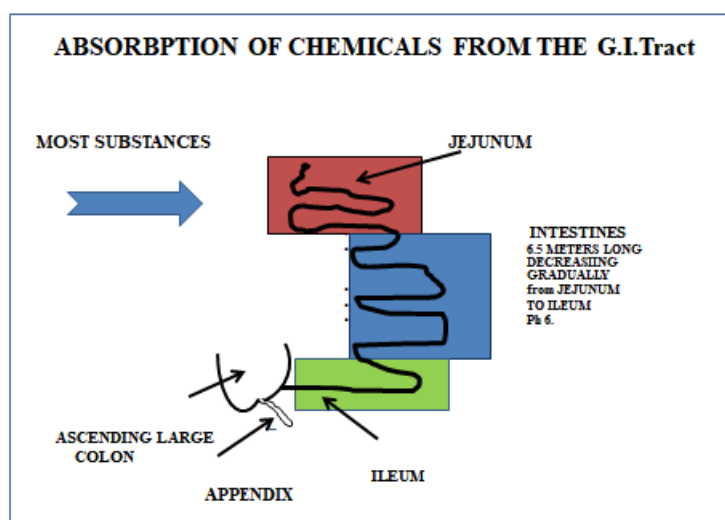 ABSORBPTION OF CHEMICALS FROM THE G.I.Tract
MOST SUBSTANCES
JEJUNUM
INTESTINES
6.5 METERS LONG
DECREASIING
GRADUALLY
from JEJUNUM
TO ILEUM
Ph 6.
ASCENDING LARGE
COLON
ILEUM
APPENDIX